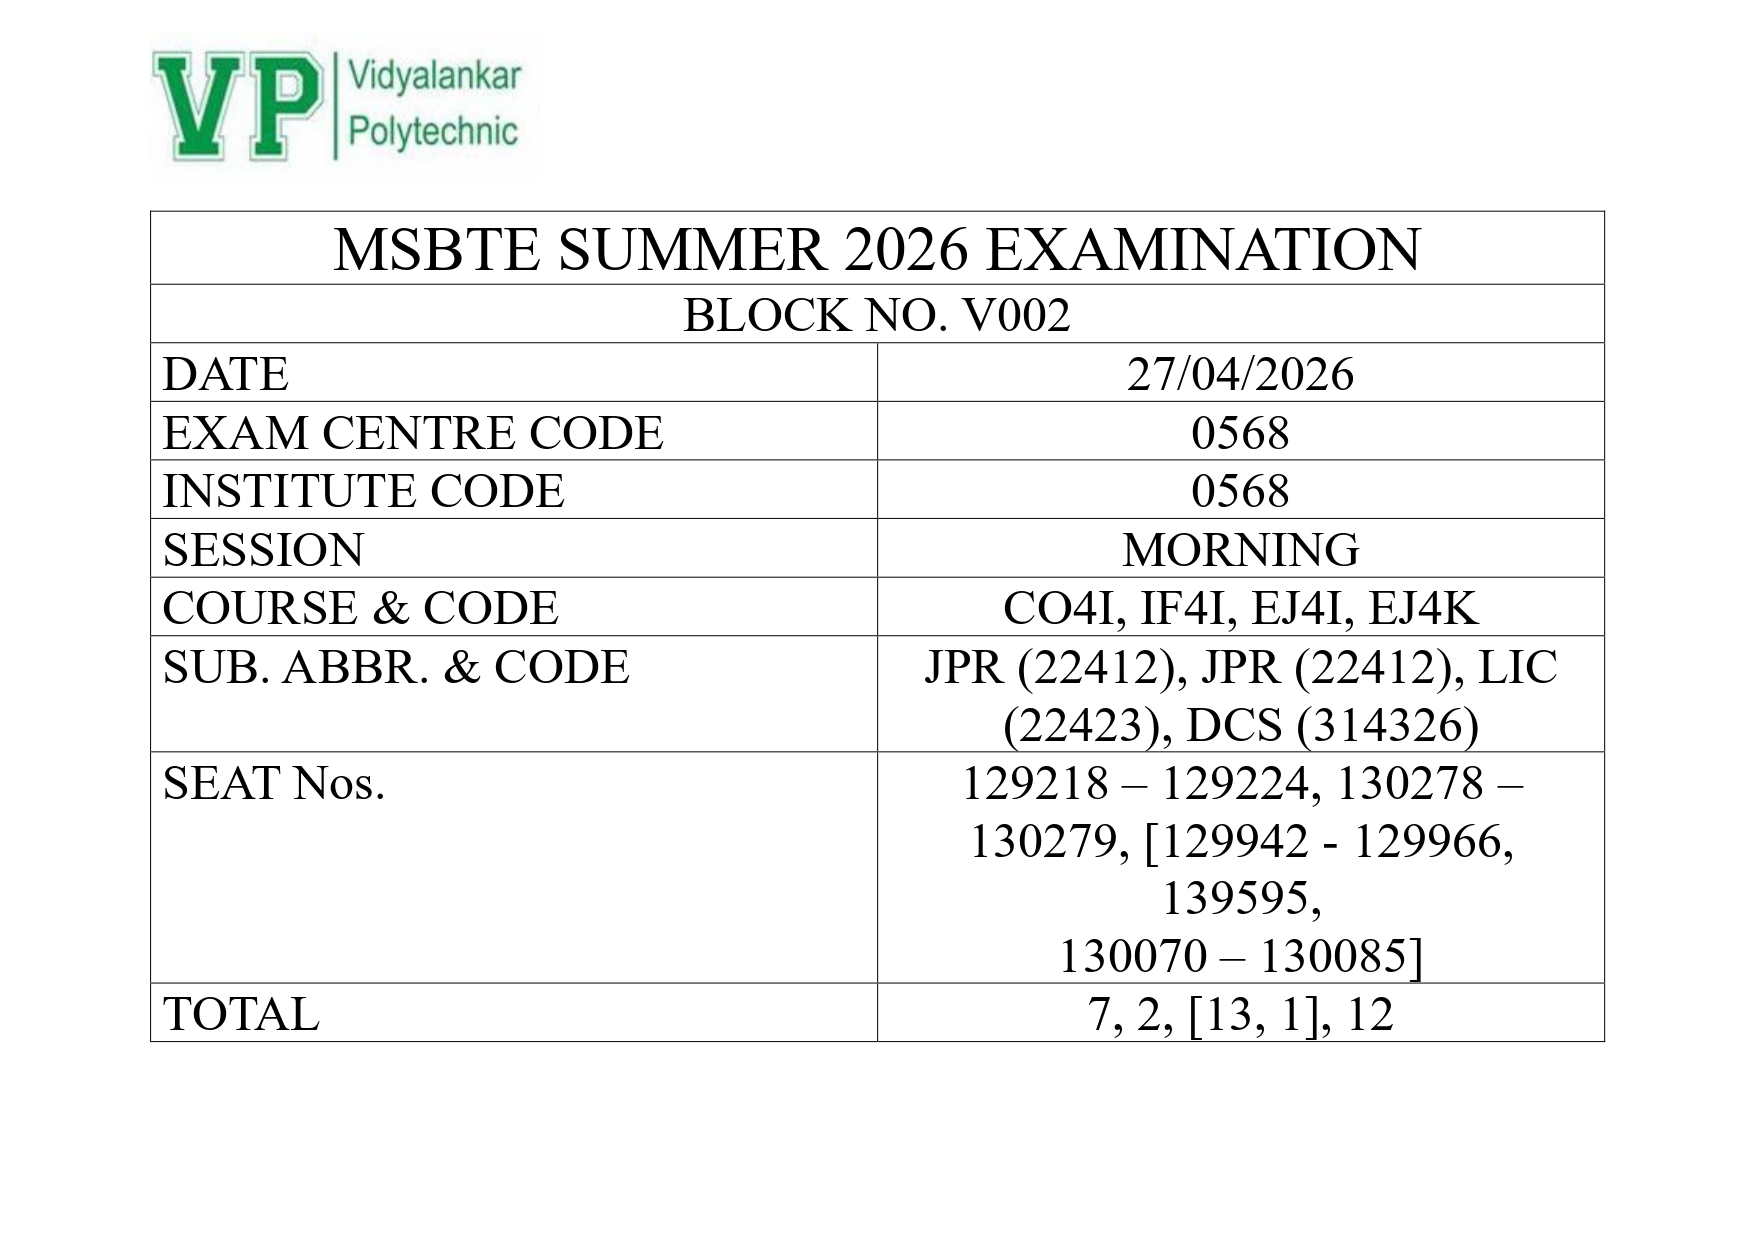 VP
Vidyalankar
Polytechnic
MSBTE SUMMER 2026 EXAMINATION
BLOCK NO. V002
DATE 27/04/2026
EXAM CENTRE CODE 0568
INSTITUTE CODE 0568
SESSION MORNING
COURSE & CODE CO4I, IF4I, EJ4I, EJ4K
SUB. ABBR. & CODE JPR (22412), JPR (22412), LIC
(22423), DCS (314326)
SEAT Nos. 129218 – 129224, 130278 –
130279, [129942 - 129966,
139595,
130070 – 130085]
TOTAL 7, 2, [13, 1], 12